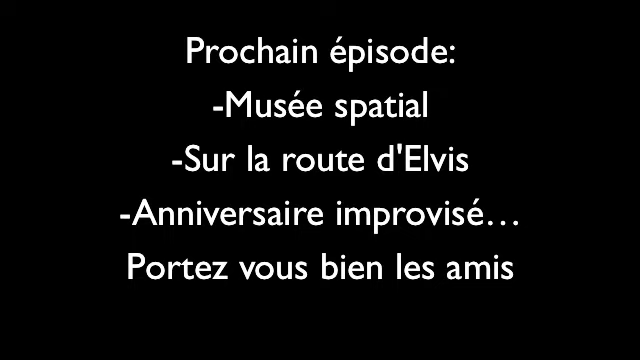 Prochain épisode:
-Musée spatial
-Sur la route d'Elvis
-Anniversaire improvisé…
Portez vous bien les amis